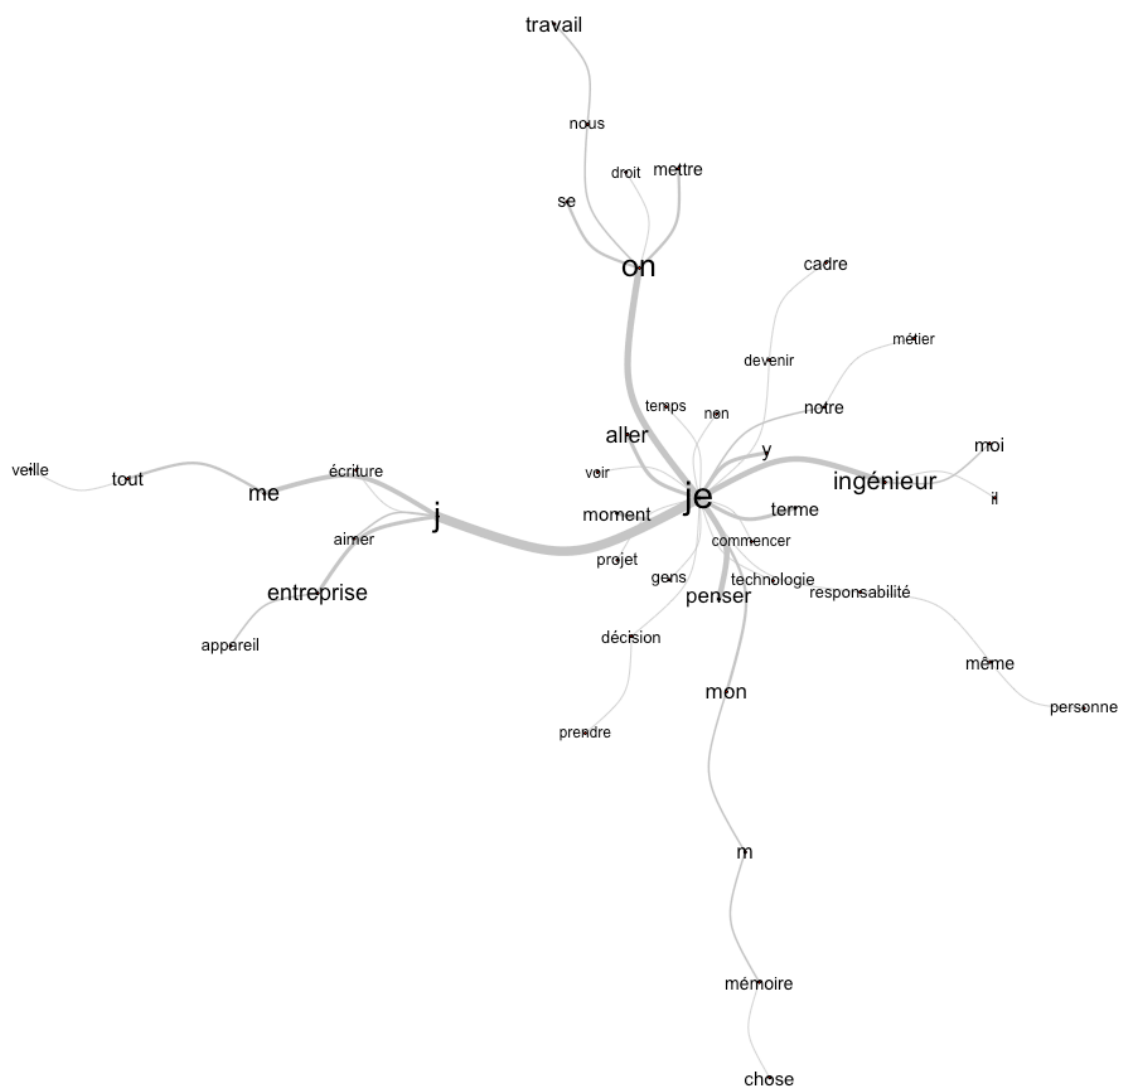 travail
nous
droit
mettre
se
on
cadre
métier
devenir
temps
non
notre
aller
y
moi
voir
ingénieur
il
veille
tout
me
écriture
je
moment
terme
j
aimer
commencer
projet
gens
technologie
entreprise
penser
responsabilité
appareil
décision
même
mon
personne
prendre
m
mémoire
chose